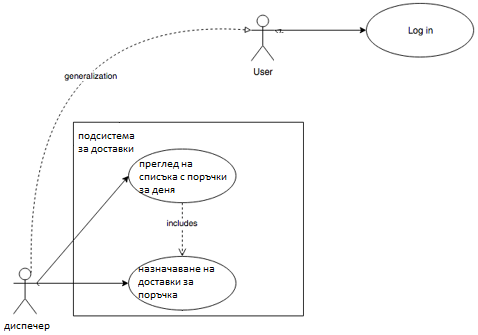 Log in
User
generalization
подсистема
за доставки
преглед на
списъка с поръчки
за деня
includes
назначаване на
доставки за
поръчка
диспечер